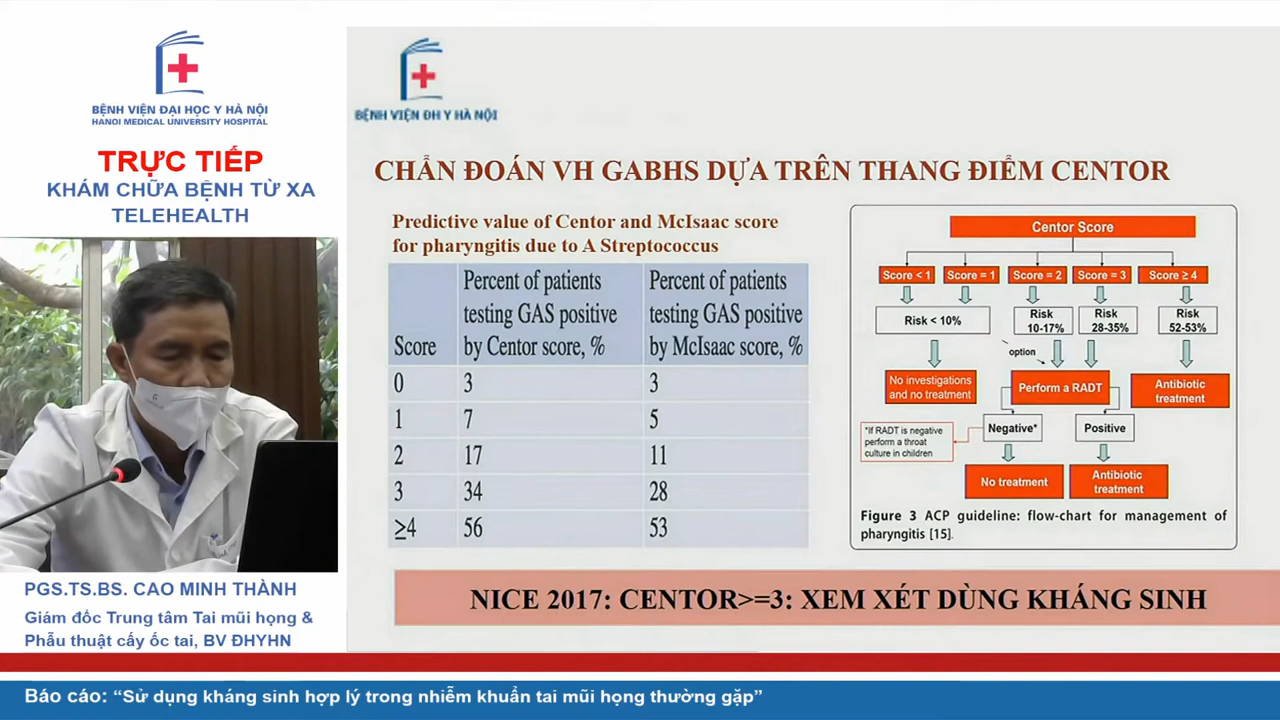 BỆNH VIỆN ĐẠI HỌC Y HÀ NỘI
HANOI MEDICAL UNIVERSITY HOSPITAL
TRỰC TIẾP
KHÁM CHỮA BỆNH TỪ XA
TELEHEALTH
PGS.TS.BS. CAO MINH THÀNH
Giám đốc Trung tâm Tai mũi họng &
Phẫu thuật cấy ốc tai, BV ĐHYHN
BỆNH VIỆN ĐH Y HÀ NỘI
CHẨN ĐOÁN VH GABHS DỰA TRÊN THANG ĐIỂM CENTOR
Predictive value of Centor and McIsaac score
for pharyngitis due to A Streptococcus
Score
Percent of patients
testing GAS positive
by Centor score, %
Percent of patients
testing GAS positive
by McIsaac score, %
0 3 3
1 7 5
2 17 11
3 34 28
≥4 56 53
Centor Score
Score < 1 Score = 1 Score = 2 Score = 3 Score ≥ 4
Risk < 10%
Risk
10-17%
Risk
28-35%
Risk
52-53%
option
No investigations
and no treatment
Perform a RADT
Antibiotic
treatment
*If RADT is negative
perform a throat
culture in children
Negative*
Positive
No treatment
Antibiotic
treatment
Figure 3 ACP guideline: flow-chart for management of
pharyngitis [15].
NICE 2017: CENTOR>=3: XEM XÉT DÙNG KHÁNG SINH
Báo cáo: “Sử dụng kháng sinh hợp lý trong nhiễm khuẩn tai mũi họng thường gặp”